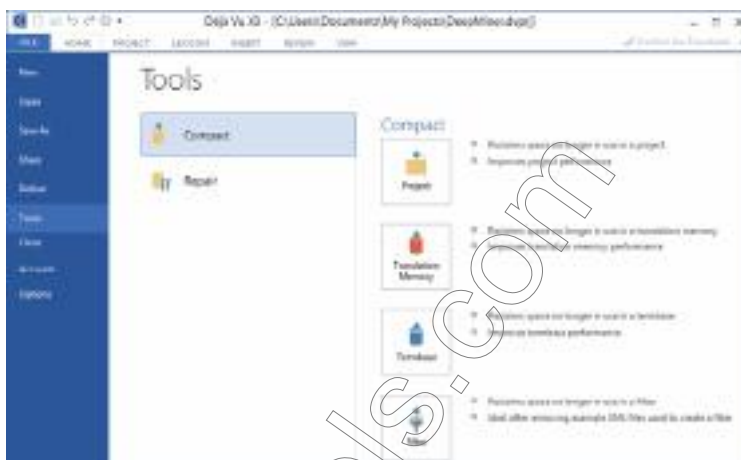 Deja Vu X3 - [C:\Users\Documents\My Projects\DeepMiner.dvprj]
FILE HOME PROJECT LEXICON INSERT REVIEW VIEW
New
Open
Save As
Share
Tools
Close
Account
Options
Tools
Compact
Repair
Compact
Project
Reclaims space no longer in use in a project
Improves project performance
Translation
Memory
Reclaims space no longer in use in a translation memory
Improves translation memory performance
Termbase
Reclaims space no longer in use in a termbase
Improves termbase performance
Filter
Reclaims space no longer in use in a filter
Ideal after removing example XML files used to create a filter
ls.com